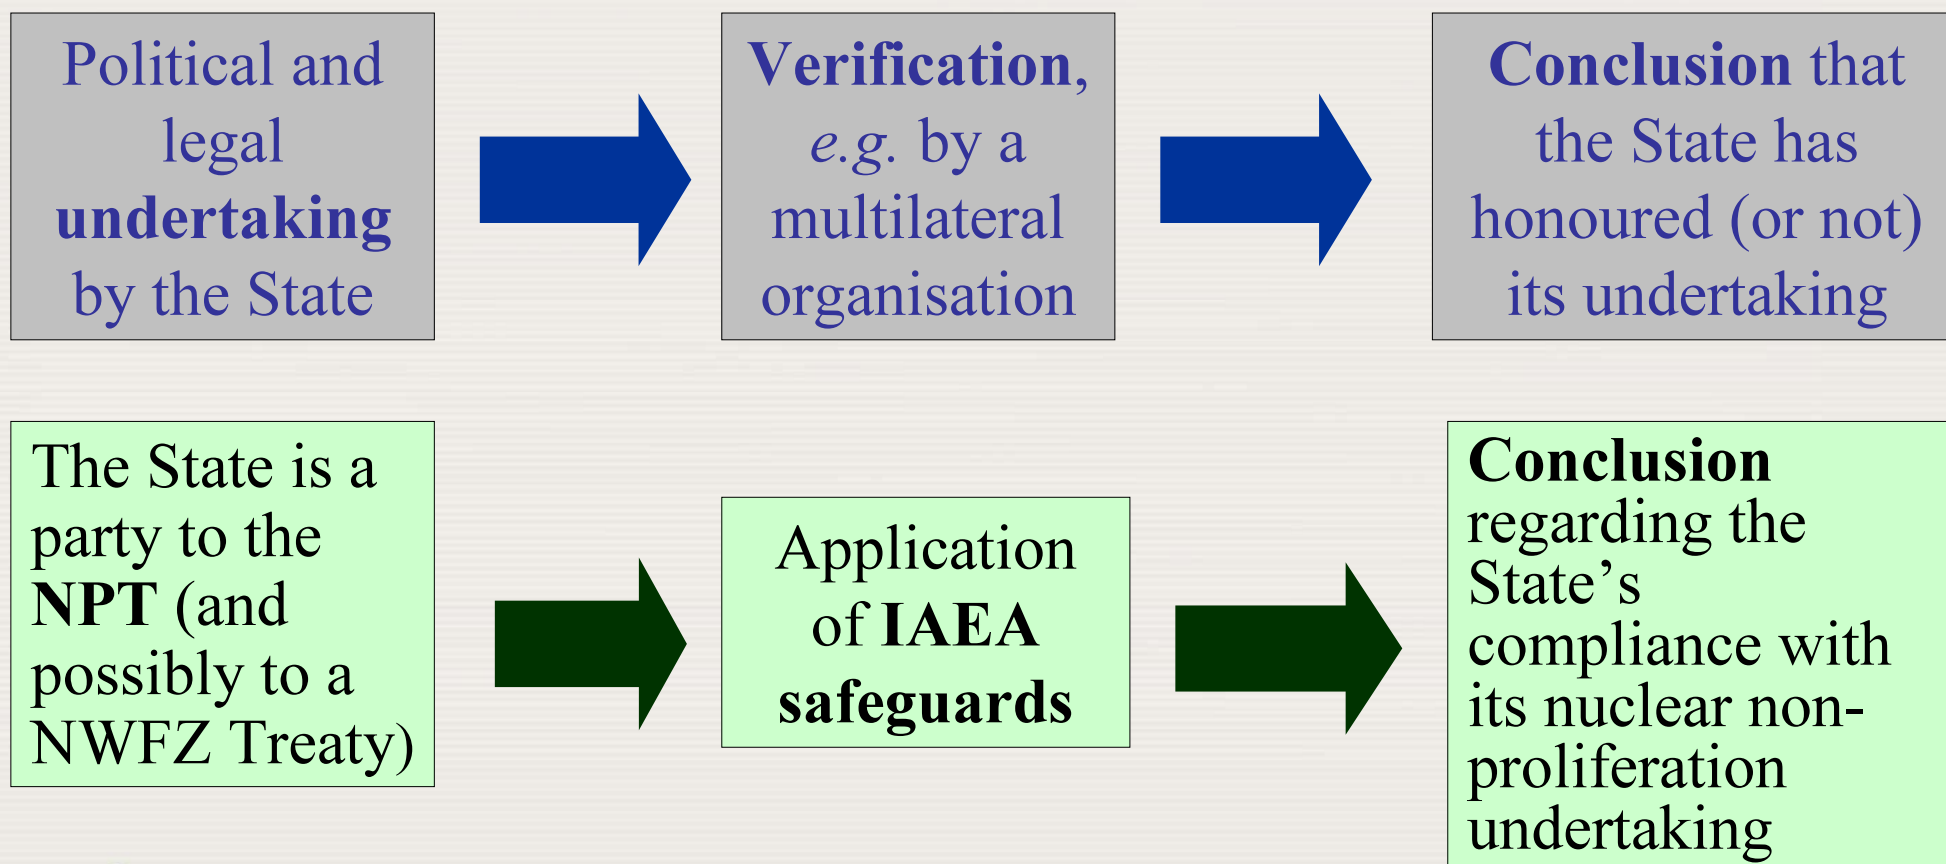 Political and
legal
undertaking
by the State
Verification,
e.g. by a
multilateral
organisation
Conclusion that
the State has
honoured (or not)
its undertaking
The State is a
party to the
NPT (and
possibly to a
NWFZ Treaty)
Application
of IAEA
safeguards
Conclusion
regarding the
State’s
compliance with
its nuclear non-
proliferation
undertaking